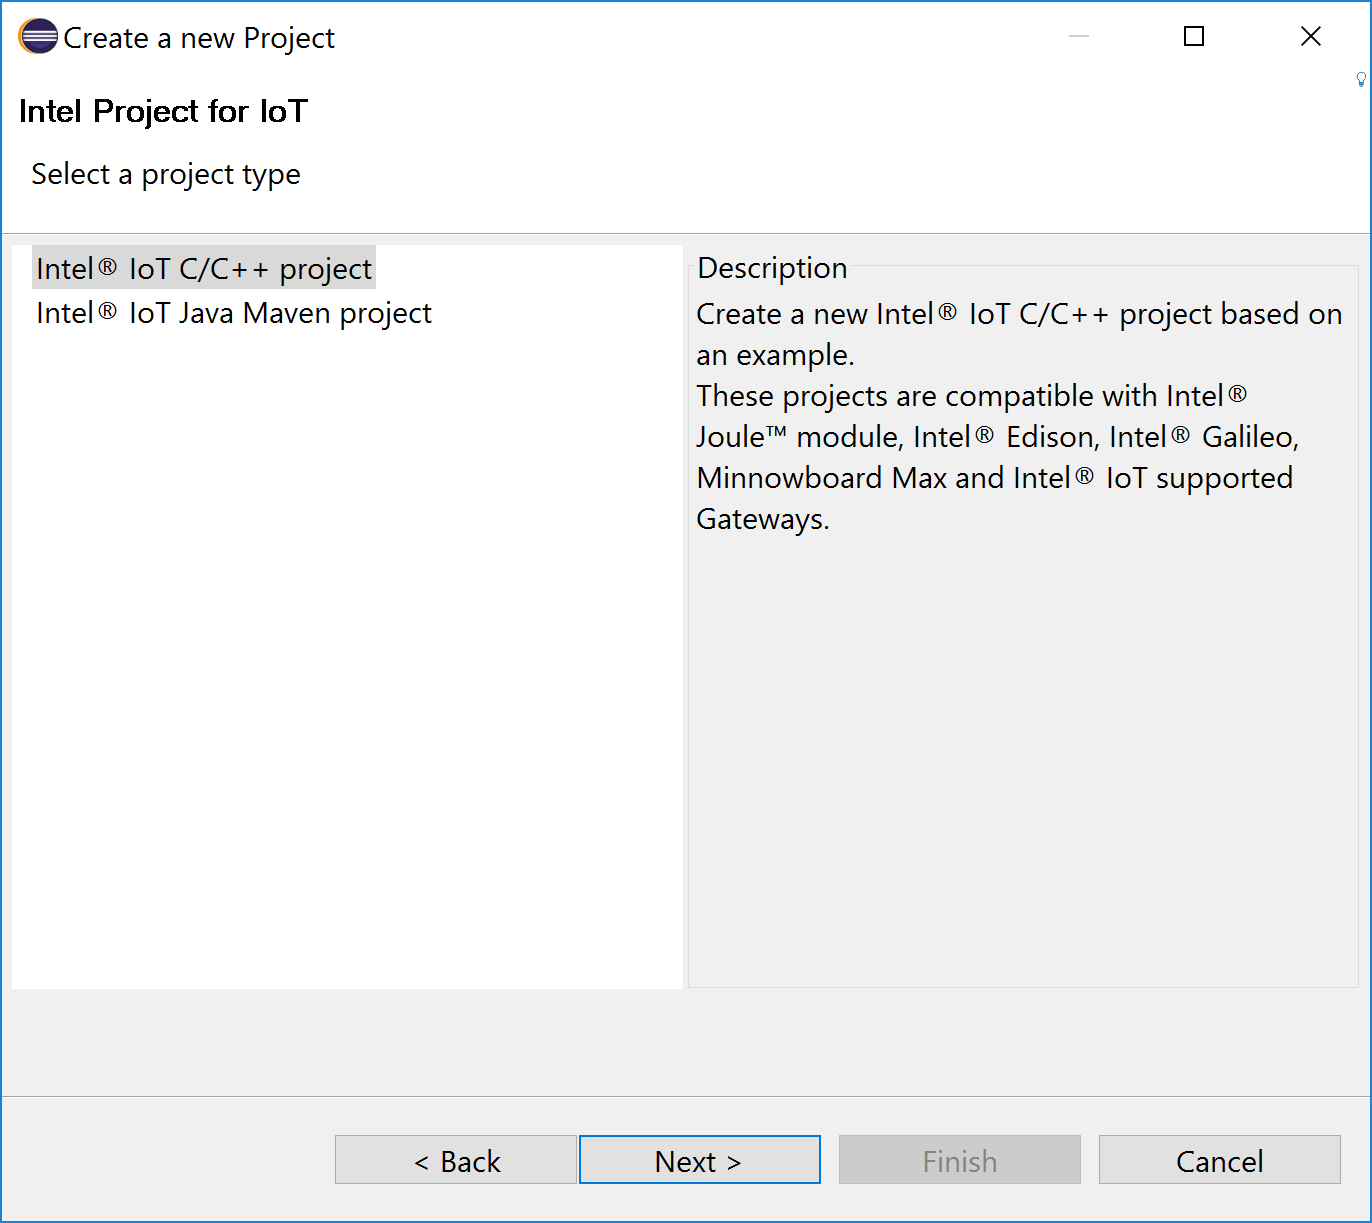 Create a new Project
Intel Project for IoT
Select a project type
Intel® IoT C/C++ project
Intel® IoT Java Maven project
Description
Create a new Intel® IoT C/C++ project based on
an example.
These projects are compatible with Intel®
Joule™ module, Intel® Edison, Intel® Galileo,
Minnowboard Max and Intel® IoT supported
Gateways.
< Back
Next >
Finish
Cancel